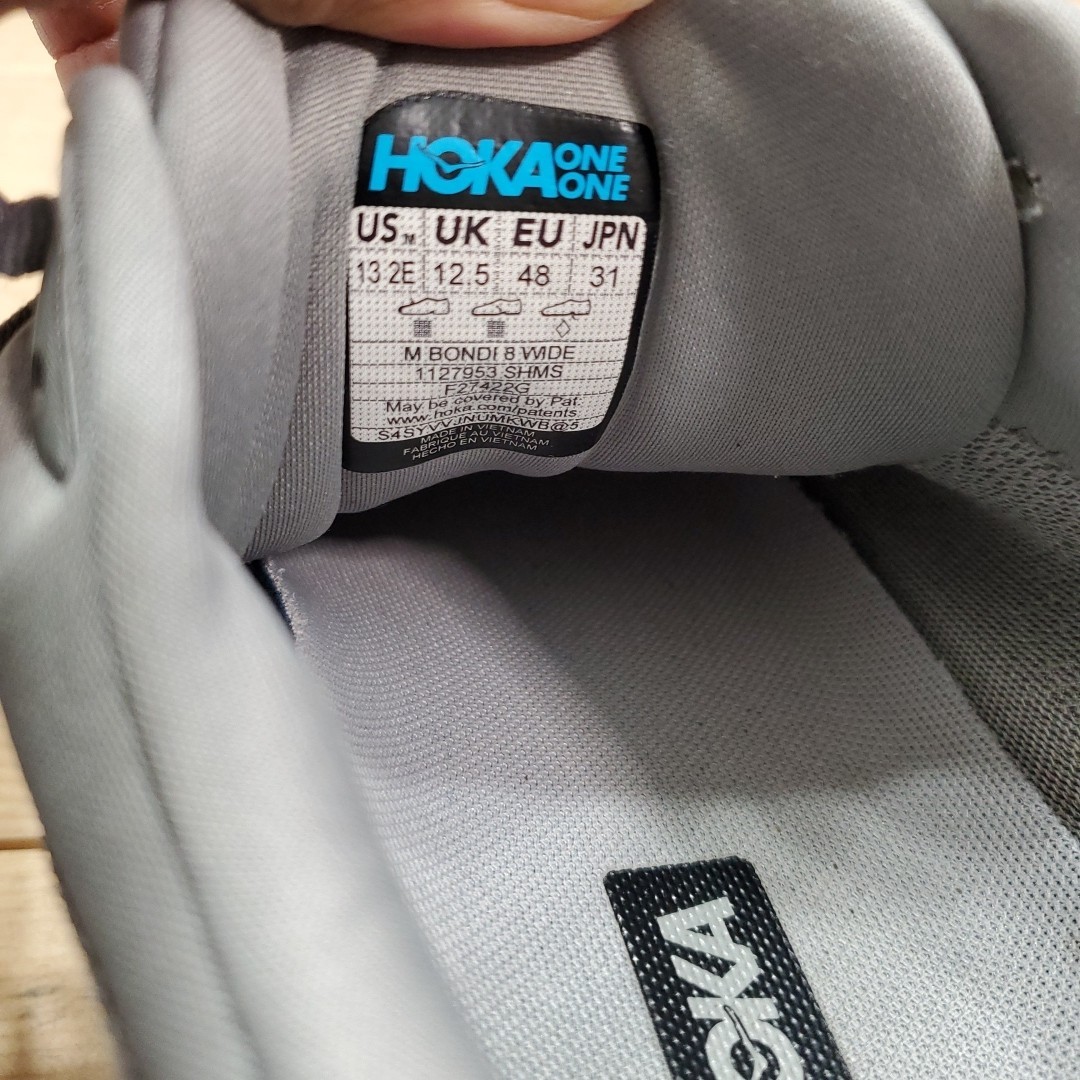 HOKA ONE ONE
US M UK EU JPN
13 2E 12.5 48 31
M BONDI 8 WIDE
1127953 SHMS
F27422G
May be covered by Pat.
www.hoka.com/patents
S4SYVVJNUMKWB@5
MADE IN VIETNAM
FABRIQUE AU VIETNAM
HECHO EN VIETNAM
HOKA